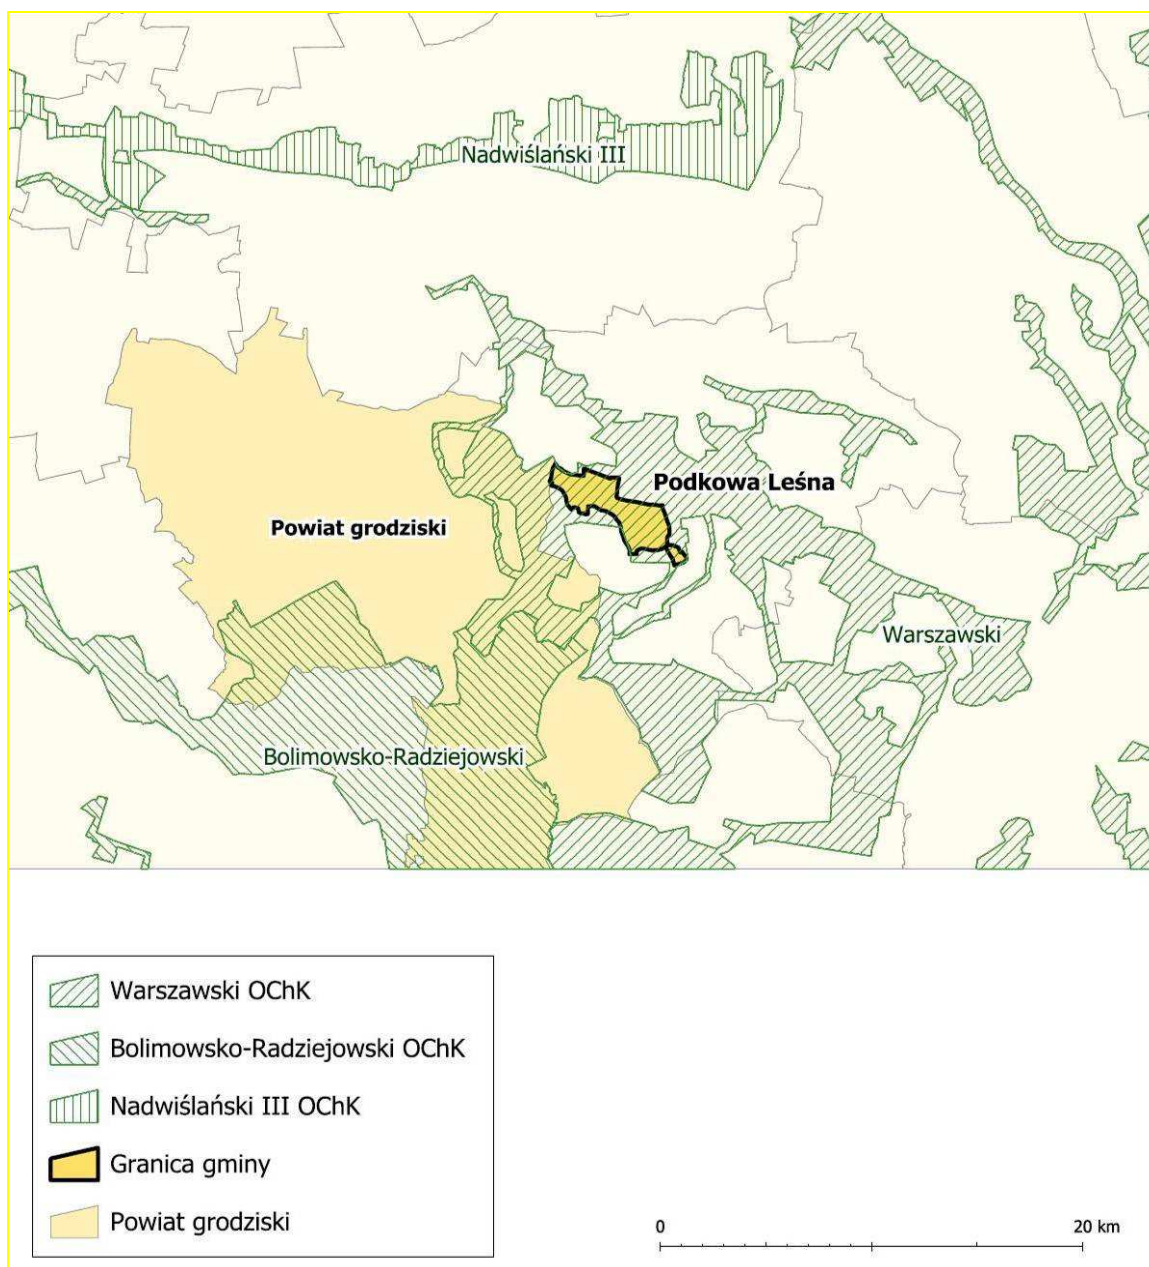 Nadwiślański III
Podkowa Leśna
Powiat grodziski
Warszawski
Bolimowsko-Radziejowski
Warszawski OChK
Bolimowsko-Radziejowski OChK
Nadwiślański III OChK
Granica gminy
Powiat grodziski
0 20 km